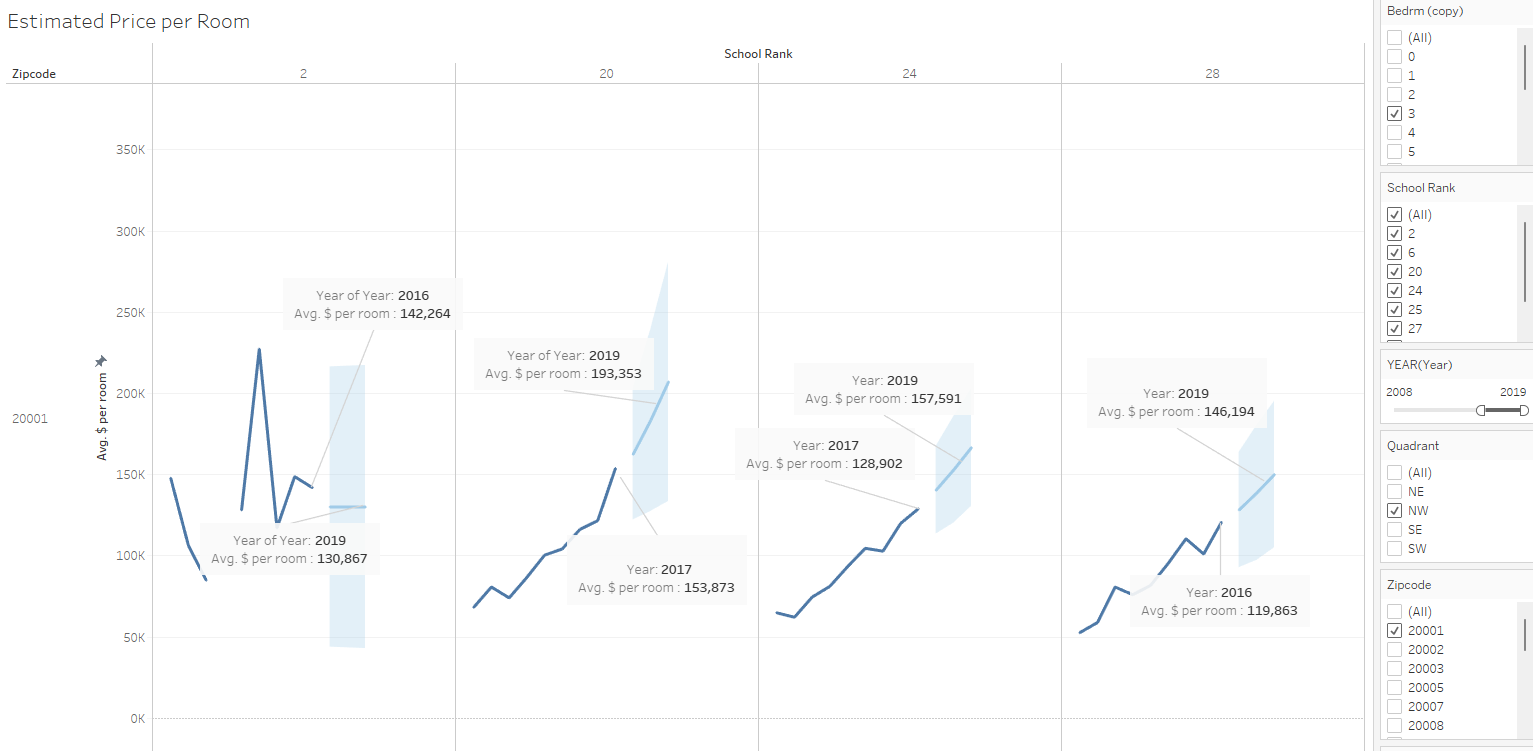 Estimated Price per Room
School Rank
Zipcode
2
20
24
28
350K
300K
250K
200K
150K
100K
50K
0K
Avg. $ per room
20001
Year of Year: 2016
Avg. $ per room : 142,264
Year of Year: 2019
Avg. $ per room : 130,867
Year of Year: 2019
Avg. $ per room : 193,353
Year: 2017
Avg. $ per room : 153,873
Year: 2019
Avg. $ per room : 157,591
Year: 2017
Avg. $ per room : 128,902
Year: 2019
Avg. $ per room : 146,194
Year: 2016
Avg. $ per room : 119,863
Bedrm (copy)
(All)
0
1
2
3
4
5
School Rank
(All)
2
6
20
24
25
27
YEAR(Year)
2008 2019
Quadrant
(All)
NE
NW
SE
SW
Zipcode
(All)
20001
20002
20003
20005
20007
20008